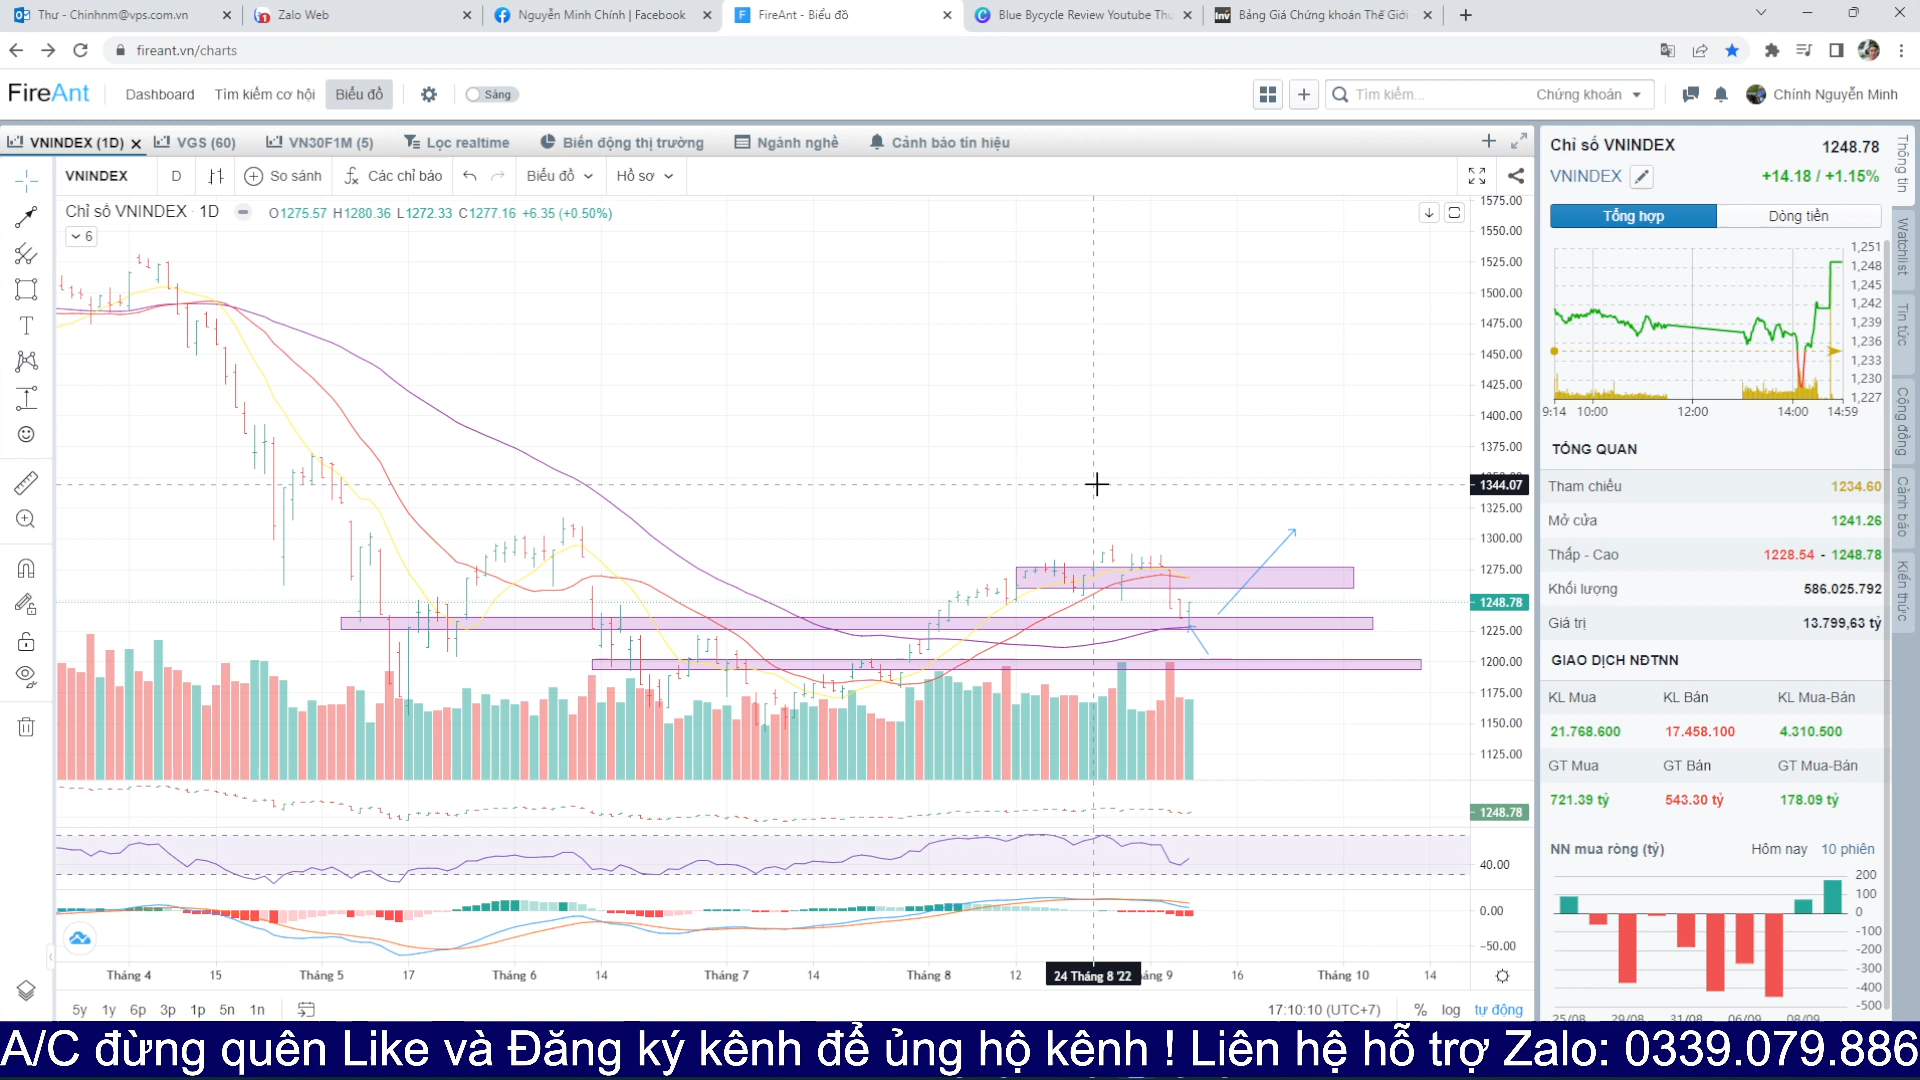 Thư - Chinhnm@vps.com.vn
Zalo Web
Nguyễn Minh Chính | Facebook
FireAnt - Biểu đồ
Blue Bycycle Review Youtube Thu
Bảng Giá Chứng khoán Thế Giới
fireant.vn/charts
FireAnt
Dashboard
Tìm kiếm cơ hội
Biểu đồ
Sáng
Tìm kiếm...
Chứng khoán
Chính Nguyễn Minh
VNINDEX (1D)
VGS (60)
VN30F1M (5)
Lọc realtime
Biến động thị trường
Ngành nghề
Cảnh báo tín hiệu
VNINDEX
D
So sánh
Các chỉ báo
Biểu đồ
Hồ sơ
Chỉ số VNINDEX · 1D
O1275.57 H1280.36 L1272.33 C1277.16 +6.35 (+0.50%)
6
1575.00
1550.00
1525.00
1500.00
1475.00
1450.00
1425.00
1400.00
1375.00
1344.07
1325.00
1300.00
1275.00
1248.78
1225.00
1200.00
1175.00
1150.00
1125.00
1248.78
40.00
0.00
−50.00
Tháng 4
15
Tháng 5
17
Tháng 6
14
Tháng 7
14
Tháng 8
12
24 Tháng 8 '22
áng 9
16
Tháng 10
14
5y
1y
6p
3p
1p
5n
1n
17:10:10 (UTC+7)
%
log
tự động
Chỉ số VNINDEX
1248.78
VNINDEX
+14.18 / +1.15%
Tổng hợp
Dòng tiền
1,251
1,248
1,245
1,242
1,239
1,236
1,233
1,230
1,227
9:14
10:00
12:00
14:00
14:59
TỔNG QUAN
Tham chiếu
1234.60
Mở cửa
1241.26
Thấp - Cao
1228.54 - 1248.78
Khối lượng
586.025.792
Giá trị
13.799,63 tỷ
GIAO DỊCH NĐTNN
KL Mua
KL Bán
KL Mua-Bán
21.768.600
17.458.100
4.310.500
GT Mua
GT Bán
GT Mua-Bán
721.39 tỷ
543.30 tỷ
178.09 tỷ
NN mua ròng (tỷ)
Hôm nay
10 phiên
200
100
0
-100
-200
-300
-400
-500
25/08
29/08
31/08
06/09
08/09
Thông tin
Watchlist
Tin tức
Cộng đồng
Cảnh báo
Kiến thức
A/C đừng quên Like và Đăng ký kênh để ủng hộ kênh ! Liên hệ hỗ trợ Zalo: 0339.079.886